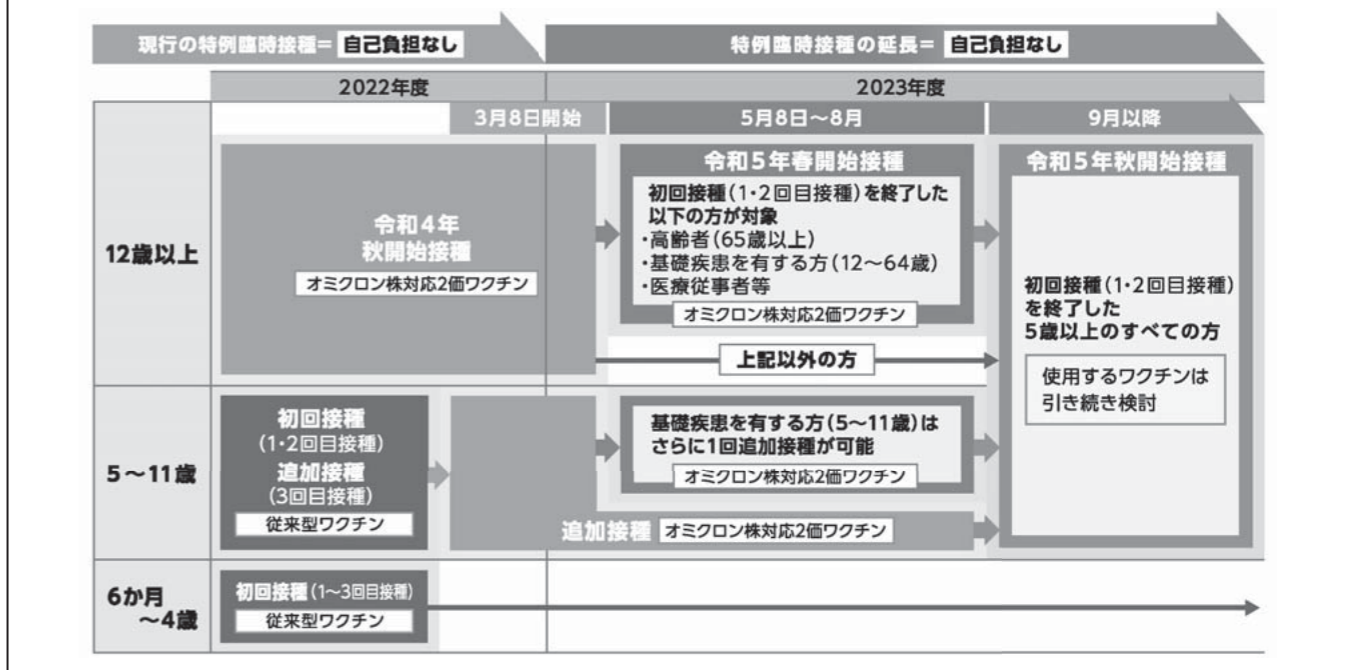 現行の特例臨時接種＝ 自己負担なし
特例臨時接種の延長＝ 自己負担なし
2022年度
2023年度
3月8日開始
5月8日～8月
9月以降
12歳以上
令和4年
秋開始接種
オミクロン株対応2価ワクチン
令和5年春開始接種
初回接種(1・2回目接種)を終了した
以下の方が対象
・高齢者(65歳以上)
・基礎疾患を有する方(12～64歳)
・医療従事者等
オミクロン株対応2価ワクチン
上記以外の方
令和5年秋開始接種
初回接種(1・2回目接種)
を終了した
5歳以上のすべての方
使用するワクチンは
引き続き検討
5～11歳
初回接種
(1・2回目接種)
追加接種
(3回目接種)
従来型ワクチン
基礎疾患を有する方(5～11歳)は
さらに1回追加接種が可能
オミクロン株対応2価ワクチン
追加接種 オミクロン株対応2価ワクチン
6か月
～4歳
初回接種(1～3回目接種)
従来型ワクチン